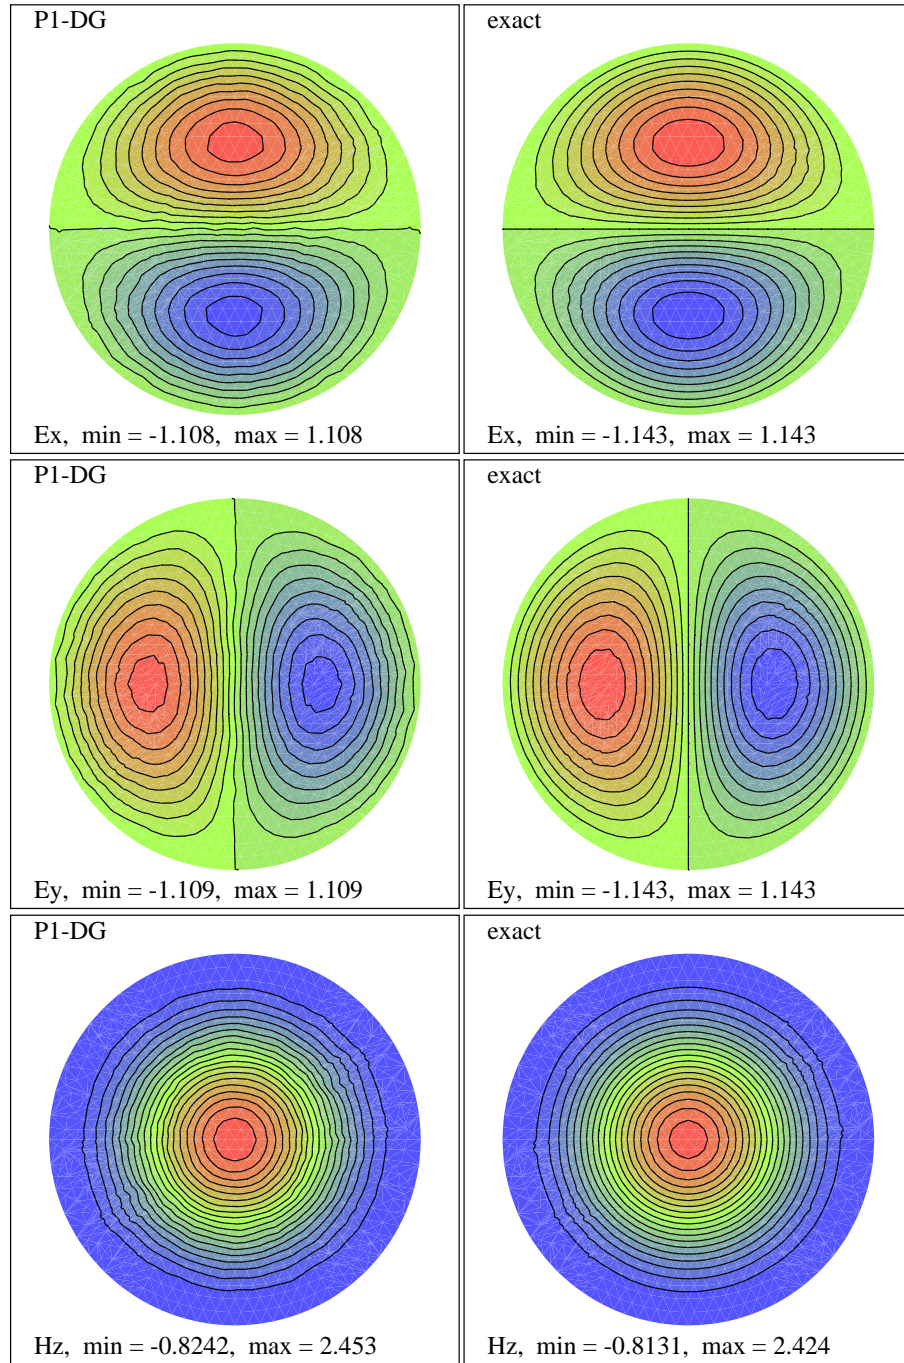 P1-DG
exact
Ex, min = -1.108, max = 1.108
Ex, min = -1.143, max = 1.143
P1-DG
exact
Ey, min = -1.109, max = 1.109
Ey, min = -1.143, max = 1.143
P1-DG
exact
Hz, min = -0.8242, max = 2.453
Hz, min = -0.8131, max = 2.424